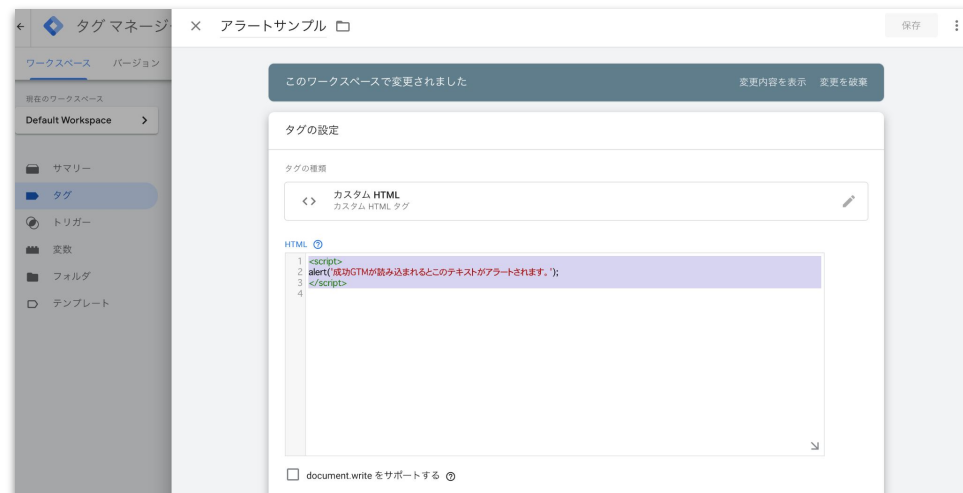 タグ マネージ
アラートサンプル
保存
ワークスペース バージョン
現在のワークスペース
Default Workspace
サマリー
タグ
トリガー
変数
フォルダ
テンプレート
このワークスペースで変更されました 変更内容を表示 変更を破棄
タグの設定
タグの種類
カスタム HTML
カスタム HTML タグ
HTML
1 <script>
2 alert('成功GTMが読み込まれるとこのテキストがアラートされます。');
3 </script>
4
document.write をサポートする